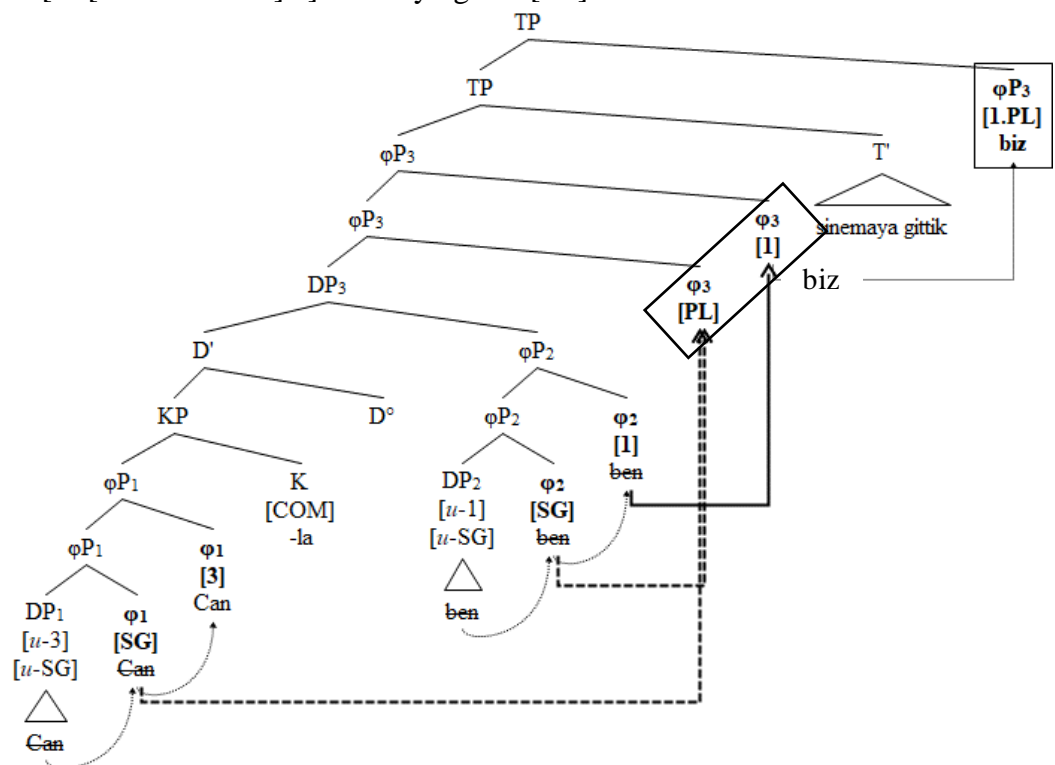 TP
TP
φP3
[1.PL]
biz
φP3
T'
sinemaya gittik
φP3
φ3
[1]
biz
DP3
φ3
[PL]
D'
φP2
KP
D°
φP2
φ2
[1]
ben
φP1
K
[COM]
-la
DP2
[u-1]
[u-SG]
ben
φ2
[SG]
ben
φP1
φ1
[3]
Can
DP1
[u-3]
[u-SG]
Can
φ1
[SG]
Can